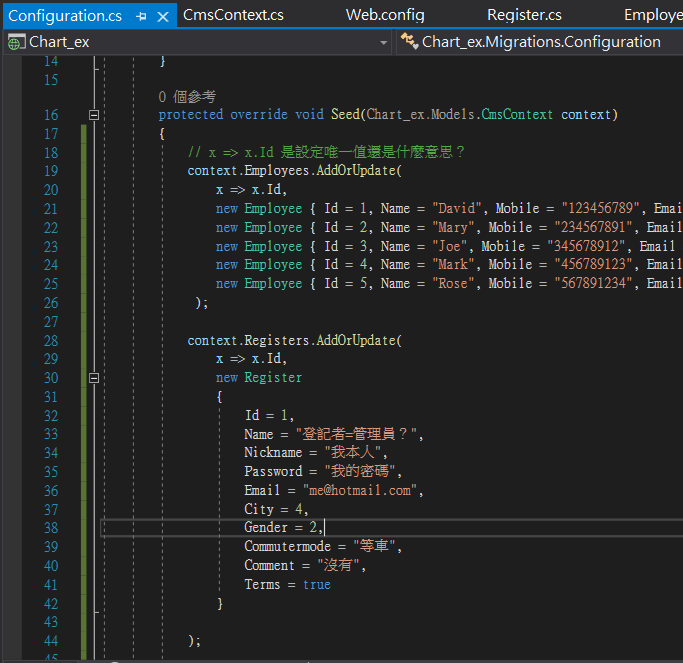 Configuration.cs CmsContext.cs Web.config Register.cs Employe
Chart_ex Chart_ex.Migrations.Configuration
14 }
15
0 個參考
16 protected override void Seed(Chart_ex.Models.CmsContext context)
17 {
18 // x => x.Id 是設定唯一值還是什麼意思？
19 context.Employees.AddOrUpdate(
20 x => x.Id,
21 new Employee { Id = 1, Name = "David", Mobile = "123456789", Emai
22 new Employee { Id = 2, Name = "Mary", Mobile = "234567891", Email
23 new Employee { Id = 3, Name = "Joe", Mobile = "345678912", Email
24 new Employee { Id = 4, Name = "Mark", Mobile = "456789123", Email
25 new Employee { Id = 5, Name = "Rose", Mobile = "567891234", Email
26 );
27
28 context.Registers.AddOrUpdate(
29 x => x.Id,
30 new Register
31 {
32 Id = 1,
33 Name = "登記者=管理員？",
34 Nickname = "我本人",
35 Password = "我的密碼",
36 Email = "me@hotmail.com",
37 City = 4,
38 Gender = 2,
39 Commutermode = "等車",
40 Comment = "沒有",
41 Terms = true
42 }
43
44 );
45